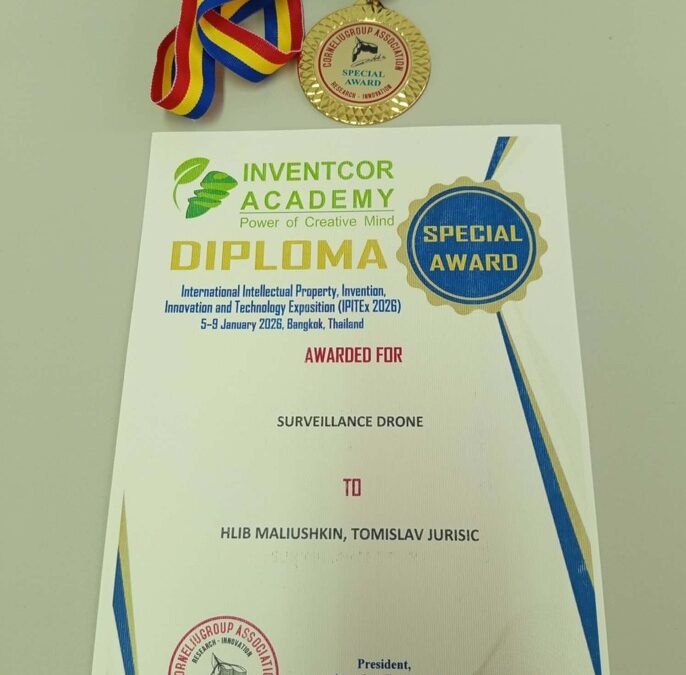 CORNELIUGROUP ASSOCIATION
SPECIAL
AWARD
RESEARCH - INNOVATION
INVENTCOR
ACADEMY
Power of Creative Mind
DIPLOMA
SPECIAL
AWARD
International Intellectual Property, Invention,
Innovation and Technology Exposition (IPITEx 2026)
5-9 January 2026, Bangkok, Thailand
AWARDED FOR
SURVEILLANCE DRONE
TO
HLIB MALIUSHKIN, TOMISLAV JURISIC
CORNELIUGROUP ASSOCIATION
RESEARCH - INNOVATION
President,